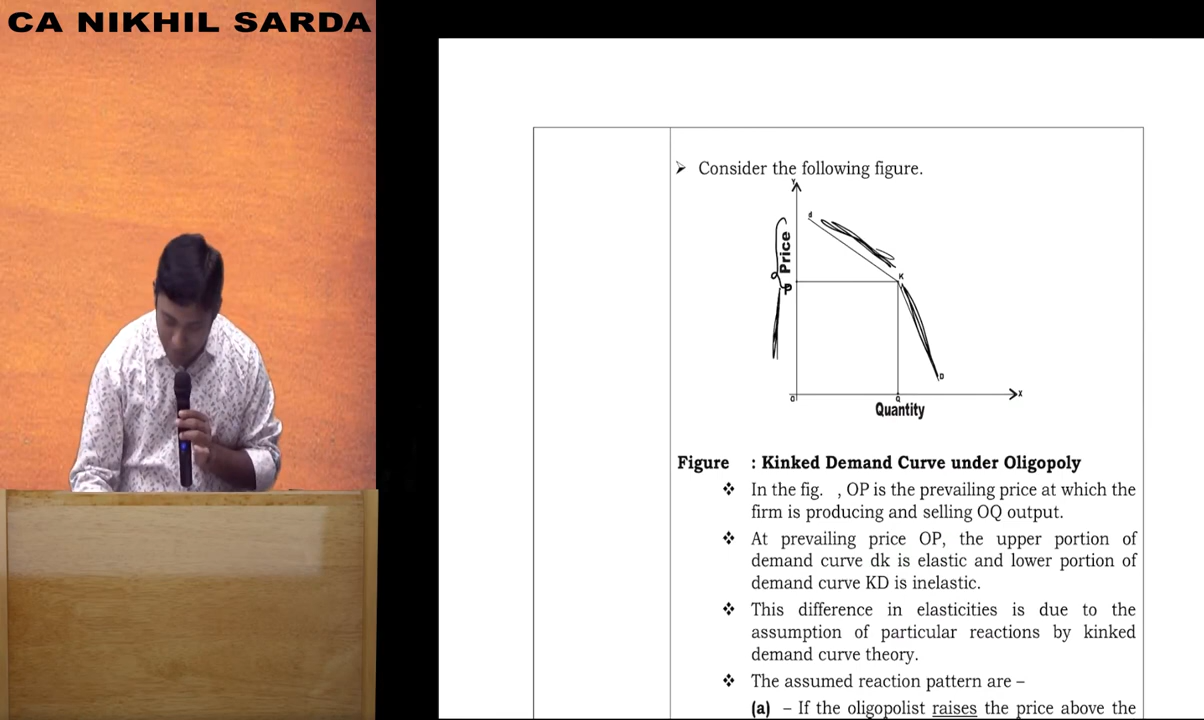 CA NIKHIL SARDA
➢ Consider the following figure.
Y
d
Price
K
P
D
O
Q
X
Quantity
Figure : Kinked Demand Curve under Oligopoly
❖ In the fig. , OP is the prevailing price at which the
firm is producing and selling OQ output.
❖ At prevailing price OP, the upper portion of
demand curve dk is elastic and lower portion of
demand curve KD is inelastic.
❖ This difference in elasticities is due to the
assumption of particular reactions by kinked
demand curve theory.
❖ The assumed reaction pattern are –
(a) – If the oligopolist raises the price above the